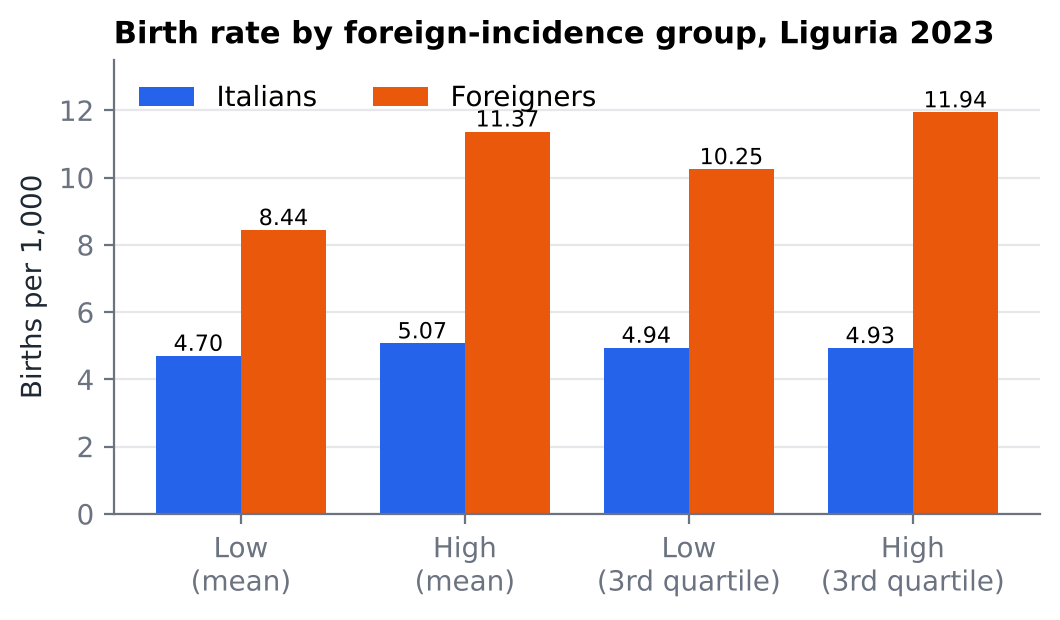 Birth rate by foreign-incidence group, Liguria 2023
Births per 1,000
Italians
Foreigners
12
10
8
6
4
2
0
4.70
8.44
5.07
11.37
4.94
10.25
4.93
11.94
Low
(mean)
High
(mean)
Low
(3rd quartile)
High
(3rd quartile)